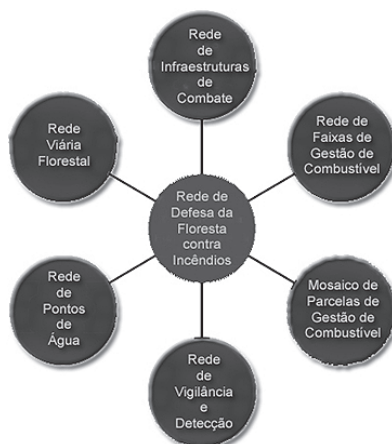 Rede
de
Infraestruturas
de
Combate
Rede
Viária
Florestal
Rede de
Faixas de
Gestão de
Combustível
Rede de
Defesa da
Floresta
contra
Incêndios
Rede
de
Pontos
de
Água
Mosaico de
Parcelas de
Gestão de
Combustível
Rede
de
Vigilância
e
Detecção